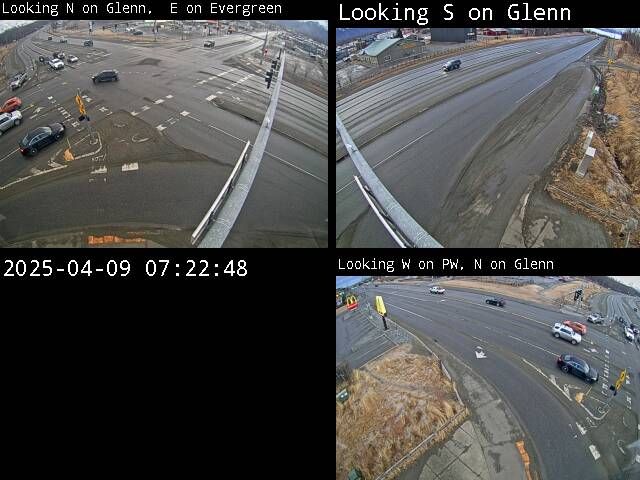 Looking N on Glenn,  E on Evergreen
Looking S on Glenn
2025-04-09 07:22:48
Looking W on PW, N on Glenn